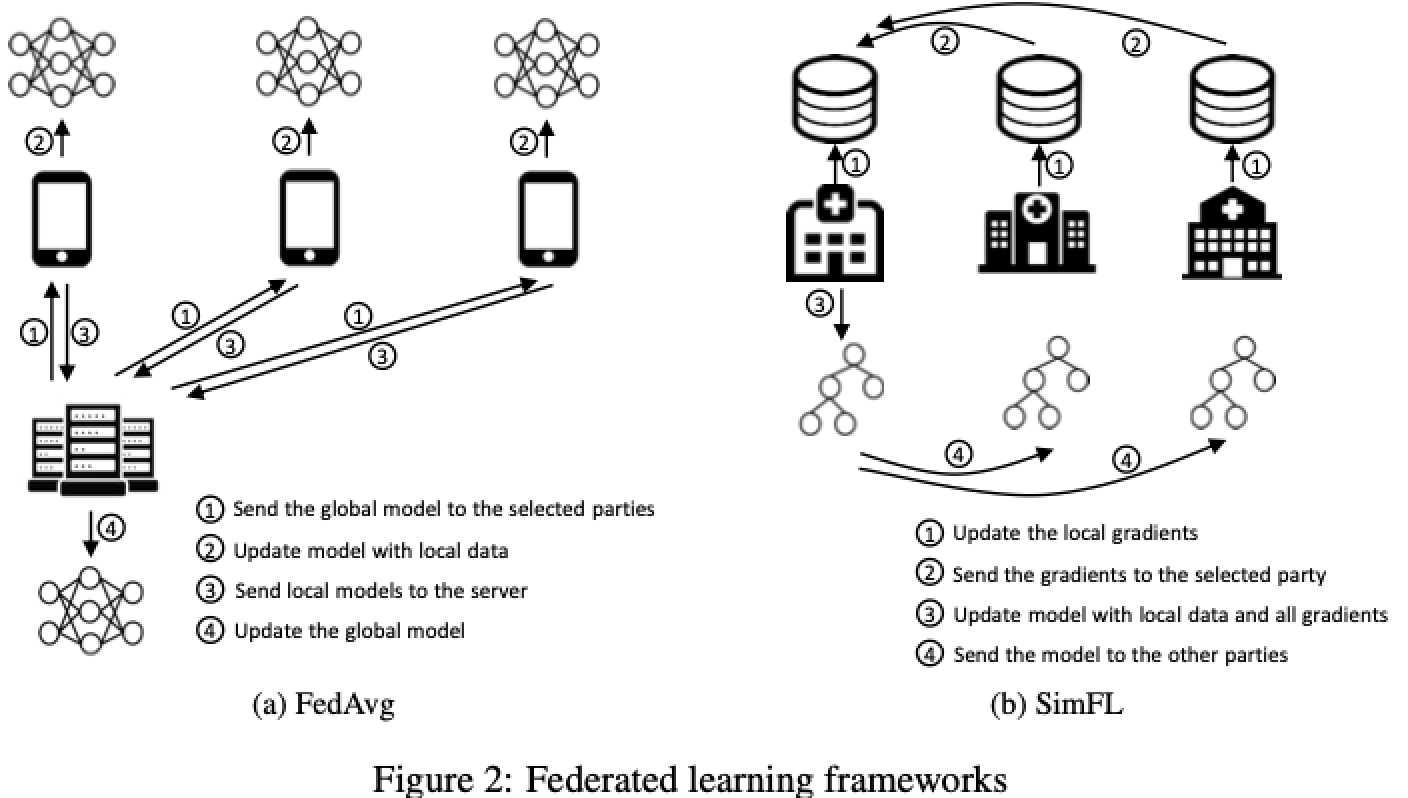 ②
②
②
①
③
①
③
①
③
④
① Send the global model to the selected parties
② Update model with local data
③ Send local models to the server
④ Update the global model
(a) FedAvg
②
②
①
①
①
③
④
④
① Update the local gradients
② Send the gradients to the selected party
③ Update model with local data and all gradients
④ Send the model to the other parties
(b) SimFL
Figure 2: Federated learning frameworks